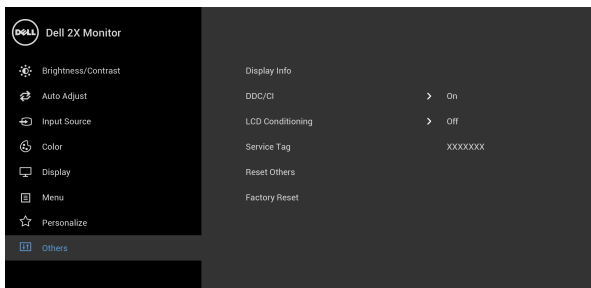 DELL Dell 2X Monitor
Brightness/Contrast Display Info
Auto Adjust DDC/CI > On
Input Source LCD Conditioning > Off
Color Service Tag XXXXXXX
Display Reset Others
Menu Factory Reset
Personalize
Others